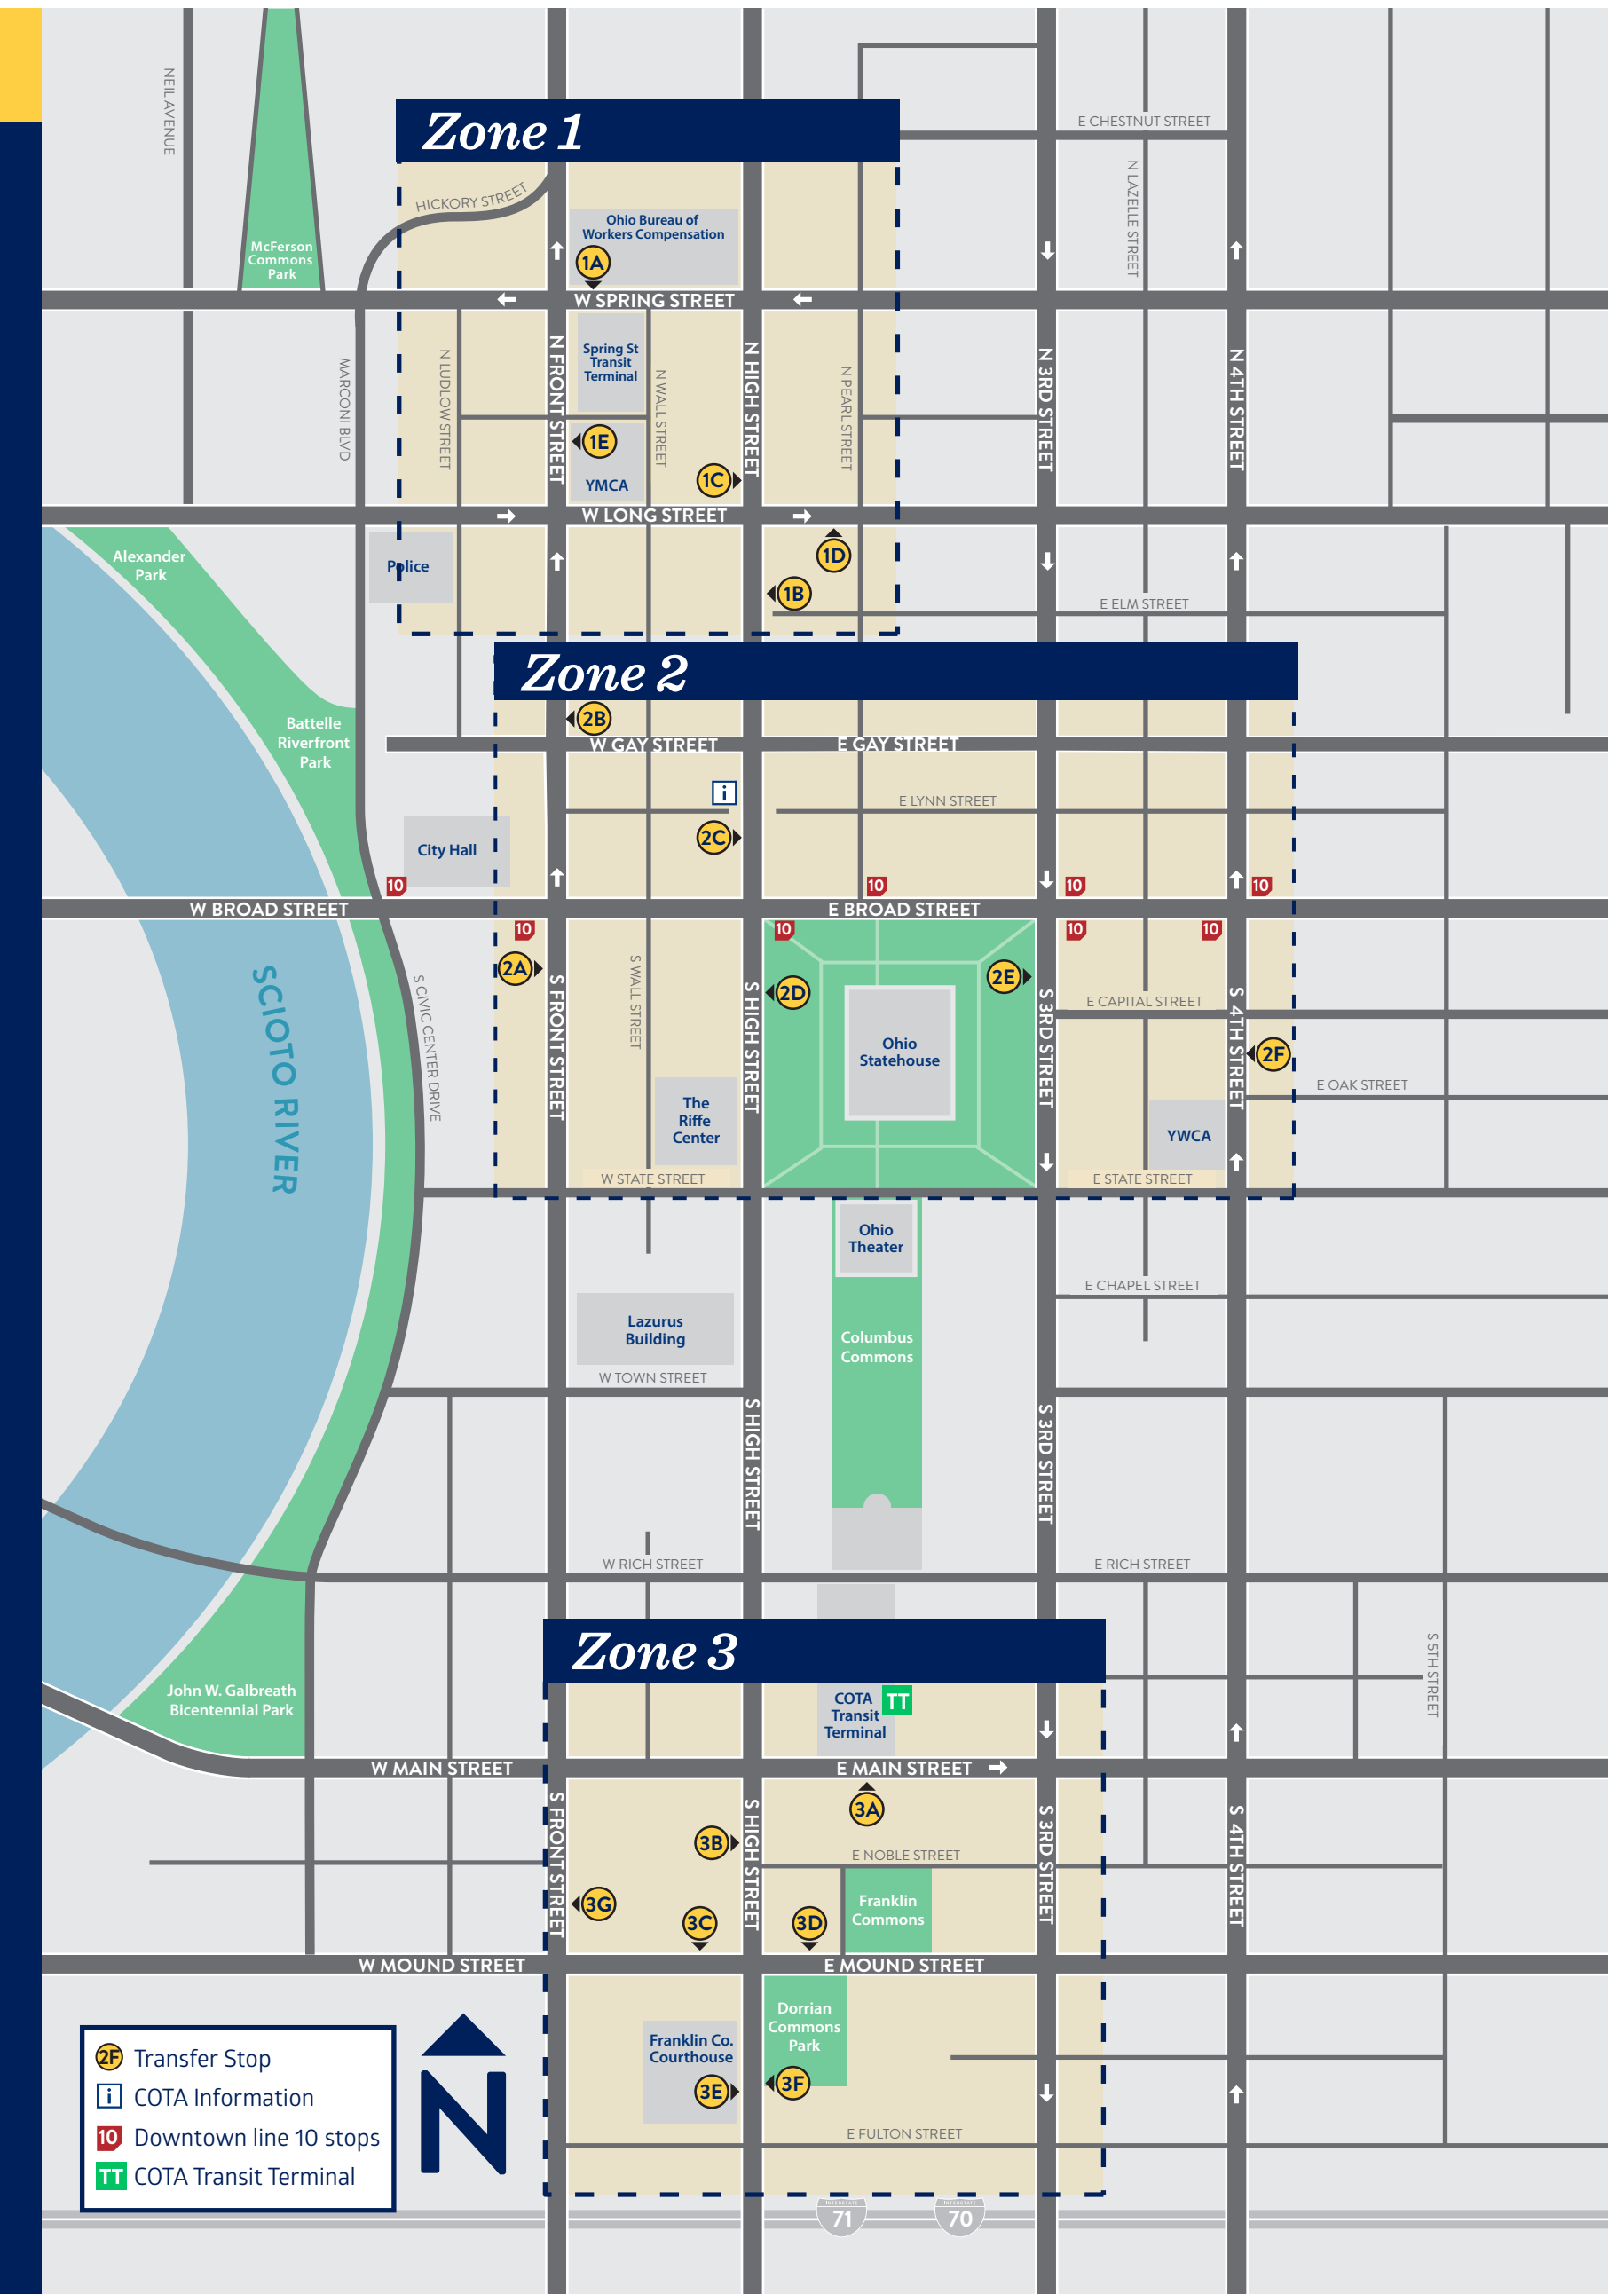 NEIL AVENUE
Zone 1
E CHESTNUT STREET
N LAZELLE STREET
HICKORY STREET
Ohio Bureau of
Workers Compensation
McFerson
Commons
Park
1A
W SPRING STREET
MARCONI BLVD
N LUDLOW STREET
N FRONT STREET
Spring St
Transit
Terminal
N WALL STREET
N HIGH STREET
N PEARL STREET
N 3RD STREET
N 4TH STREET
1E
YMCA
1C
W LONG STREET
Alexander
Park
Police
1D
1B
E ELM STREET
Zone 2
2B
Battelle
Riverfront
Park
W GAY STREET
E GAY STREET
i
E LYNN STREET
2C
City Hall
10
10
10
10
W BROAD STREET
E BROAD STREET
10
10
10
10
2A
2D
2E
SCIOTO RIVER
S CIVIC CENTER DRIVE
S FRONT STREET
S WALL STREET
S HIGH STREET
Ohio
Statehouse
S 3RD STREET
E CAPITAL STREET
S 4TH STREET
2F
E OAK STREET
The
Riffe
Center
YWCA
W STATE STREET
E STATE STREET
Ohio
Theater
E CHAPEL STREET
Lazurus
Building
Columbus
Commons
W TOWN STREET
S HIGH STREET
S 3RD STREET
W RICH STREET
E RICH STREET
Zone 3
S 5TH STREET
John W. Galbreath
Bicentennial Park
COTA
Transit
Terminal
TT
W MAIN STREET
E MAIN STREET
S FRONT STREET
S HIGH STREET
S 3RD STREET
S 4TH STREET
3A
3B
E NOBLE STREET
3G
3C
3D
Franklin
Commons
W MOUND STREET
E MOUND STREET
Dorrian
Commons
Park
Franklin Co.
Courthouse
3E
3F
E FULTON STREET
2F Transfer Stop
i COTA Information
10 Downtown line 10 stops
TT COTA Transit Terminal
N
INTERSTATE
71
INTERSTATE
70